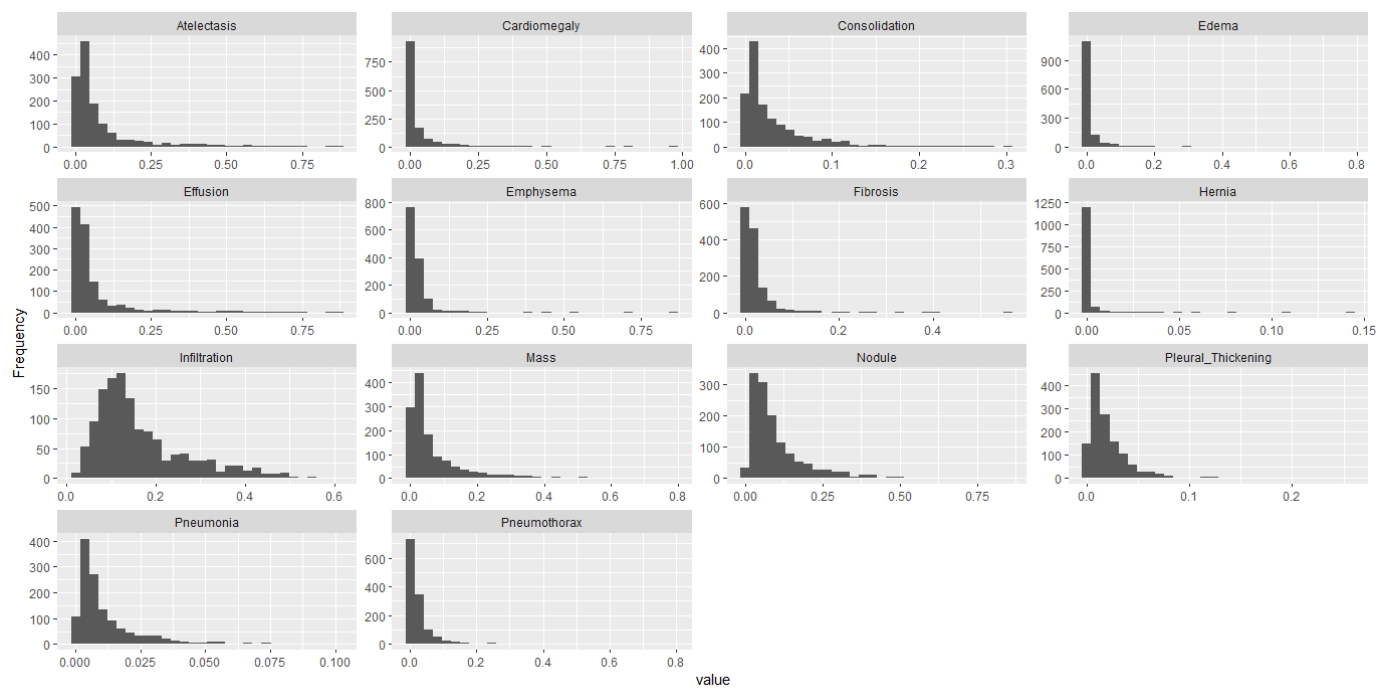 Atelectasis Cardiomegaly Consolidation Edema
400 300 200 100 0
750 500 250 0
400 300 200 100 0
900 600 300 0
0.00 0.25 0.50 0.75
0.00 0.25 0.50 0.75 1.00
0.0 0.1 0.2 0.3
0.0 0.2 0.4 0.6 0.8
Effusion Emphysema Fibrosis Hernia
500 400 300 200 100 0
800 600 400 200 0
600 400 200 0
1250 1000 750 500 250 0
0.00 0.25 0.50 0.75
0.00 0.25 0.50 0.75
0.0 0.2 0.4
0.00 0.05 0.10 0.15
Frequency
Infiltration Mass Nodule Pleural_Thickening
150 100 50 0
400 300 200 100 0
300 200 100 0
400 300 200 100 0
0.0 0.2 0.4 0.6
0.0 0.2 0.4 0.6 0.8
0.00 0.25 0.50 0.75
0.0 0.1 0.2
Pneumonia Pneumothorax
400 300 200 100 0
600 400 200 0
0.000 0.025 0.050 0.075 0.100
0.0 0.2 0.4 0.6 0.8
value